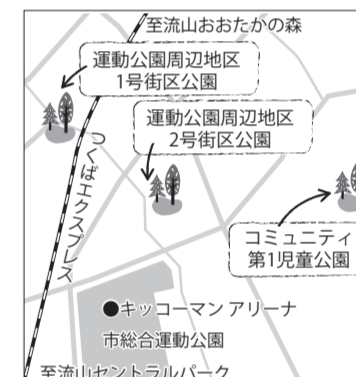 至流山おおたかの森
運動公園周辺地区
1号街区公園
運動公園周辺地区
2号街区公園
つくばエクスプレス
コミュニティ
第1児童公園
●キッコーマン アリーナ
市総合運動公園
至流山セントラルパーク